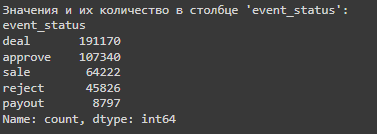 Значения и их количество в столбце 'event_status':
event_status
deal 191170
approve 107340
sale 64222
reject 45826
payout 8797
Name: count, dtype: int64